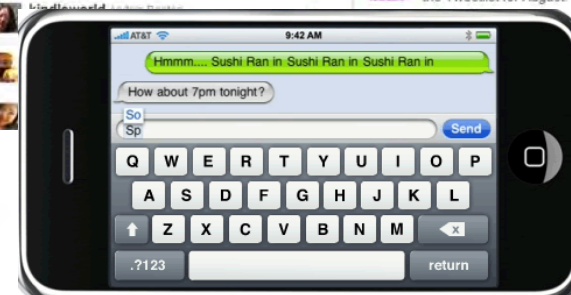 kindleworld
AT&T 9:42 AM
Hmmm.... Sushi Ran in Sushi Ran in Sushi Ran in
How about 7pm tonight?
So
Sp
Send
Q W E R T Y U I O P
A S D F G H J K L
Z X C V B N M
.?123 return